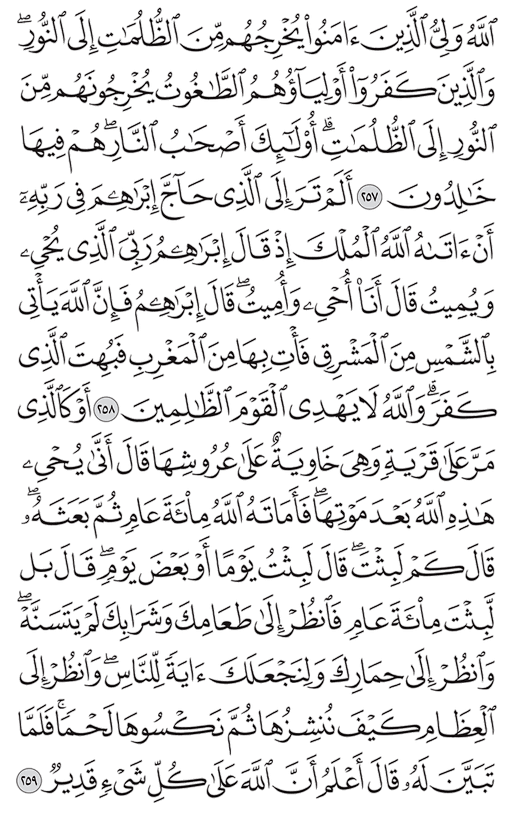 ٱللَّهُ وَلِيُّ ٱلَّذِينَ ءَامَنُوا۟ يُخْرِجُهُم مِّنَ ٱلظُّلُمَٰتِ إِلَى ٱلنُّورِ ۖ
وَٱلَّذِينَ كَفَرُوٓا۟ أَوْلِيَآؤُهُمُ ٱلطَّٰغُوتُ يُخْرِجُونَهُم مِّنَ
ٱلنُّورِ إِلَى ٱلظُّلُمَٰتِ ۗ أُو۟لَٰٓئِكَ أَصْحَٰبُ ٱلنَّارِ ۖ هُمْ فِيهَا
خَٰلِدُونَ ٢٥٧ أَلَمْ تَرَ إِلَى ٱلَّذِى حَآجَّ إِبْرَٰهِـۧمَ فِى رَبِّهِۦٓ
أَنْ ءَاتَىٰهُ ٱللَّهُ ٱلْمُلْكَ إِذْ قَالَ إِبْرَٰهِـۧمُ رَبِّىَ ٱلَّذِى يُحْىِۦ
وَيُمِيتُ قَالَ أَنَا۠ أُحْىِۦ وَأُمِيتُ ۖ قَالَ إِبْرَٰهِـۧمُ فَإِنَّ ٱللَّهَ يَأْتِى
بِٱلشَّمْسِ مِنَ ٱلْمَشْرِقِ فَأْتِ بِهَا مِنَ ٱلْمَغْرِبِ فَبُهِتَ ٱلَّذِى
كَفَرَ ۗ وَٱللَّهُ لَا يَهْدِى ٱلْقَوْمَ ٱلظَّٰلِمِينَ ٢٥٨ أَوْ كَٱلَّذِى
مَرَّ عَلَىٰ قَرْيَةٍ وَهِىَ خَاوِيَةٌ عَلَىٰ عُرُوشِهَا قَالَ أَنَّىٰ يُحْىِۦ
هَٰذِهِ ٱللَّهُ بَعْدَ مَوْتِهَا ۖ فَأَمَاتَهُ ٱللَّهُ مِا۟ئَةَ عَامٍ ثُمَّ بَعَثَهُۥ ۖ
قَالَ كَمْ لَبِثْتَ ۖ قَالَ لَبِثْتُ يَوْمًا أَوْ بَعْضَ يَوْمٍ ۖ قَالَ بَل
لَّبِثْتَ مِا۟ئَةَ عَامٍ فَٱنظُرْ إِلَىٰ طَعَامِكَ وَشَرَابِكَ لَمْ يَتَسَنَّهْ ۖ
وَٱنظُرْ إِلَىٰ حِمَارِكَ وَلِنَجْعَلَكَ ءَايَةً لِّلنَّاسِ ۖ وَٱنظُرْ إِلَى
ٱلْعِظَامِ كَيْفَ نُنشِزُهَا ثُمَّ نَكْسُوهَا لَحْمًا ۚ فَلَمَّا
تَبَيَّنَ لَهُۥ قَالَ أَعْلَمُ أَنَّ ٱللَّهَ عَلَىٰ كُلِّ شَىْءٍ قَدِيرٌ ٢٥٩